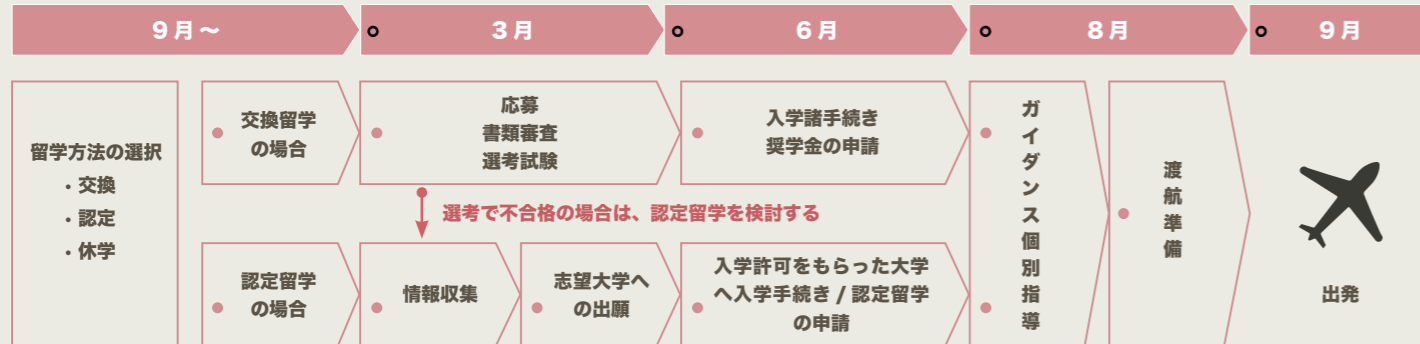 9月～
3月
6月
8月
9月
留学方法の選択
・交換
・認定
・休学
交換留学
の場合
応募
書類審査
選考試験
入学諸手続き
奨学金の申請
選考で不合格の場合は、認定留学を検討する
認定留学
の場合
情報収集
志望大学へ
の出願
入学許可をもらった大学
へ入学手続き / 認定留学
の申請
ガイダンス個別指導
渡航準備
出発